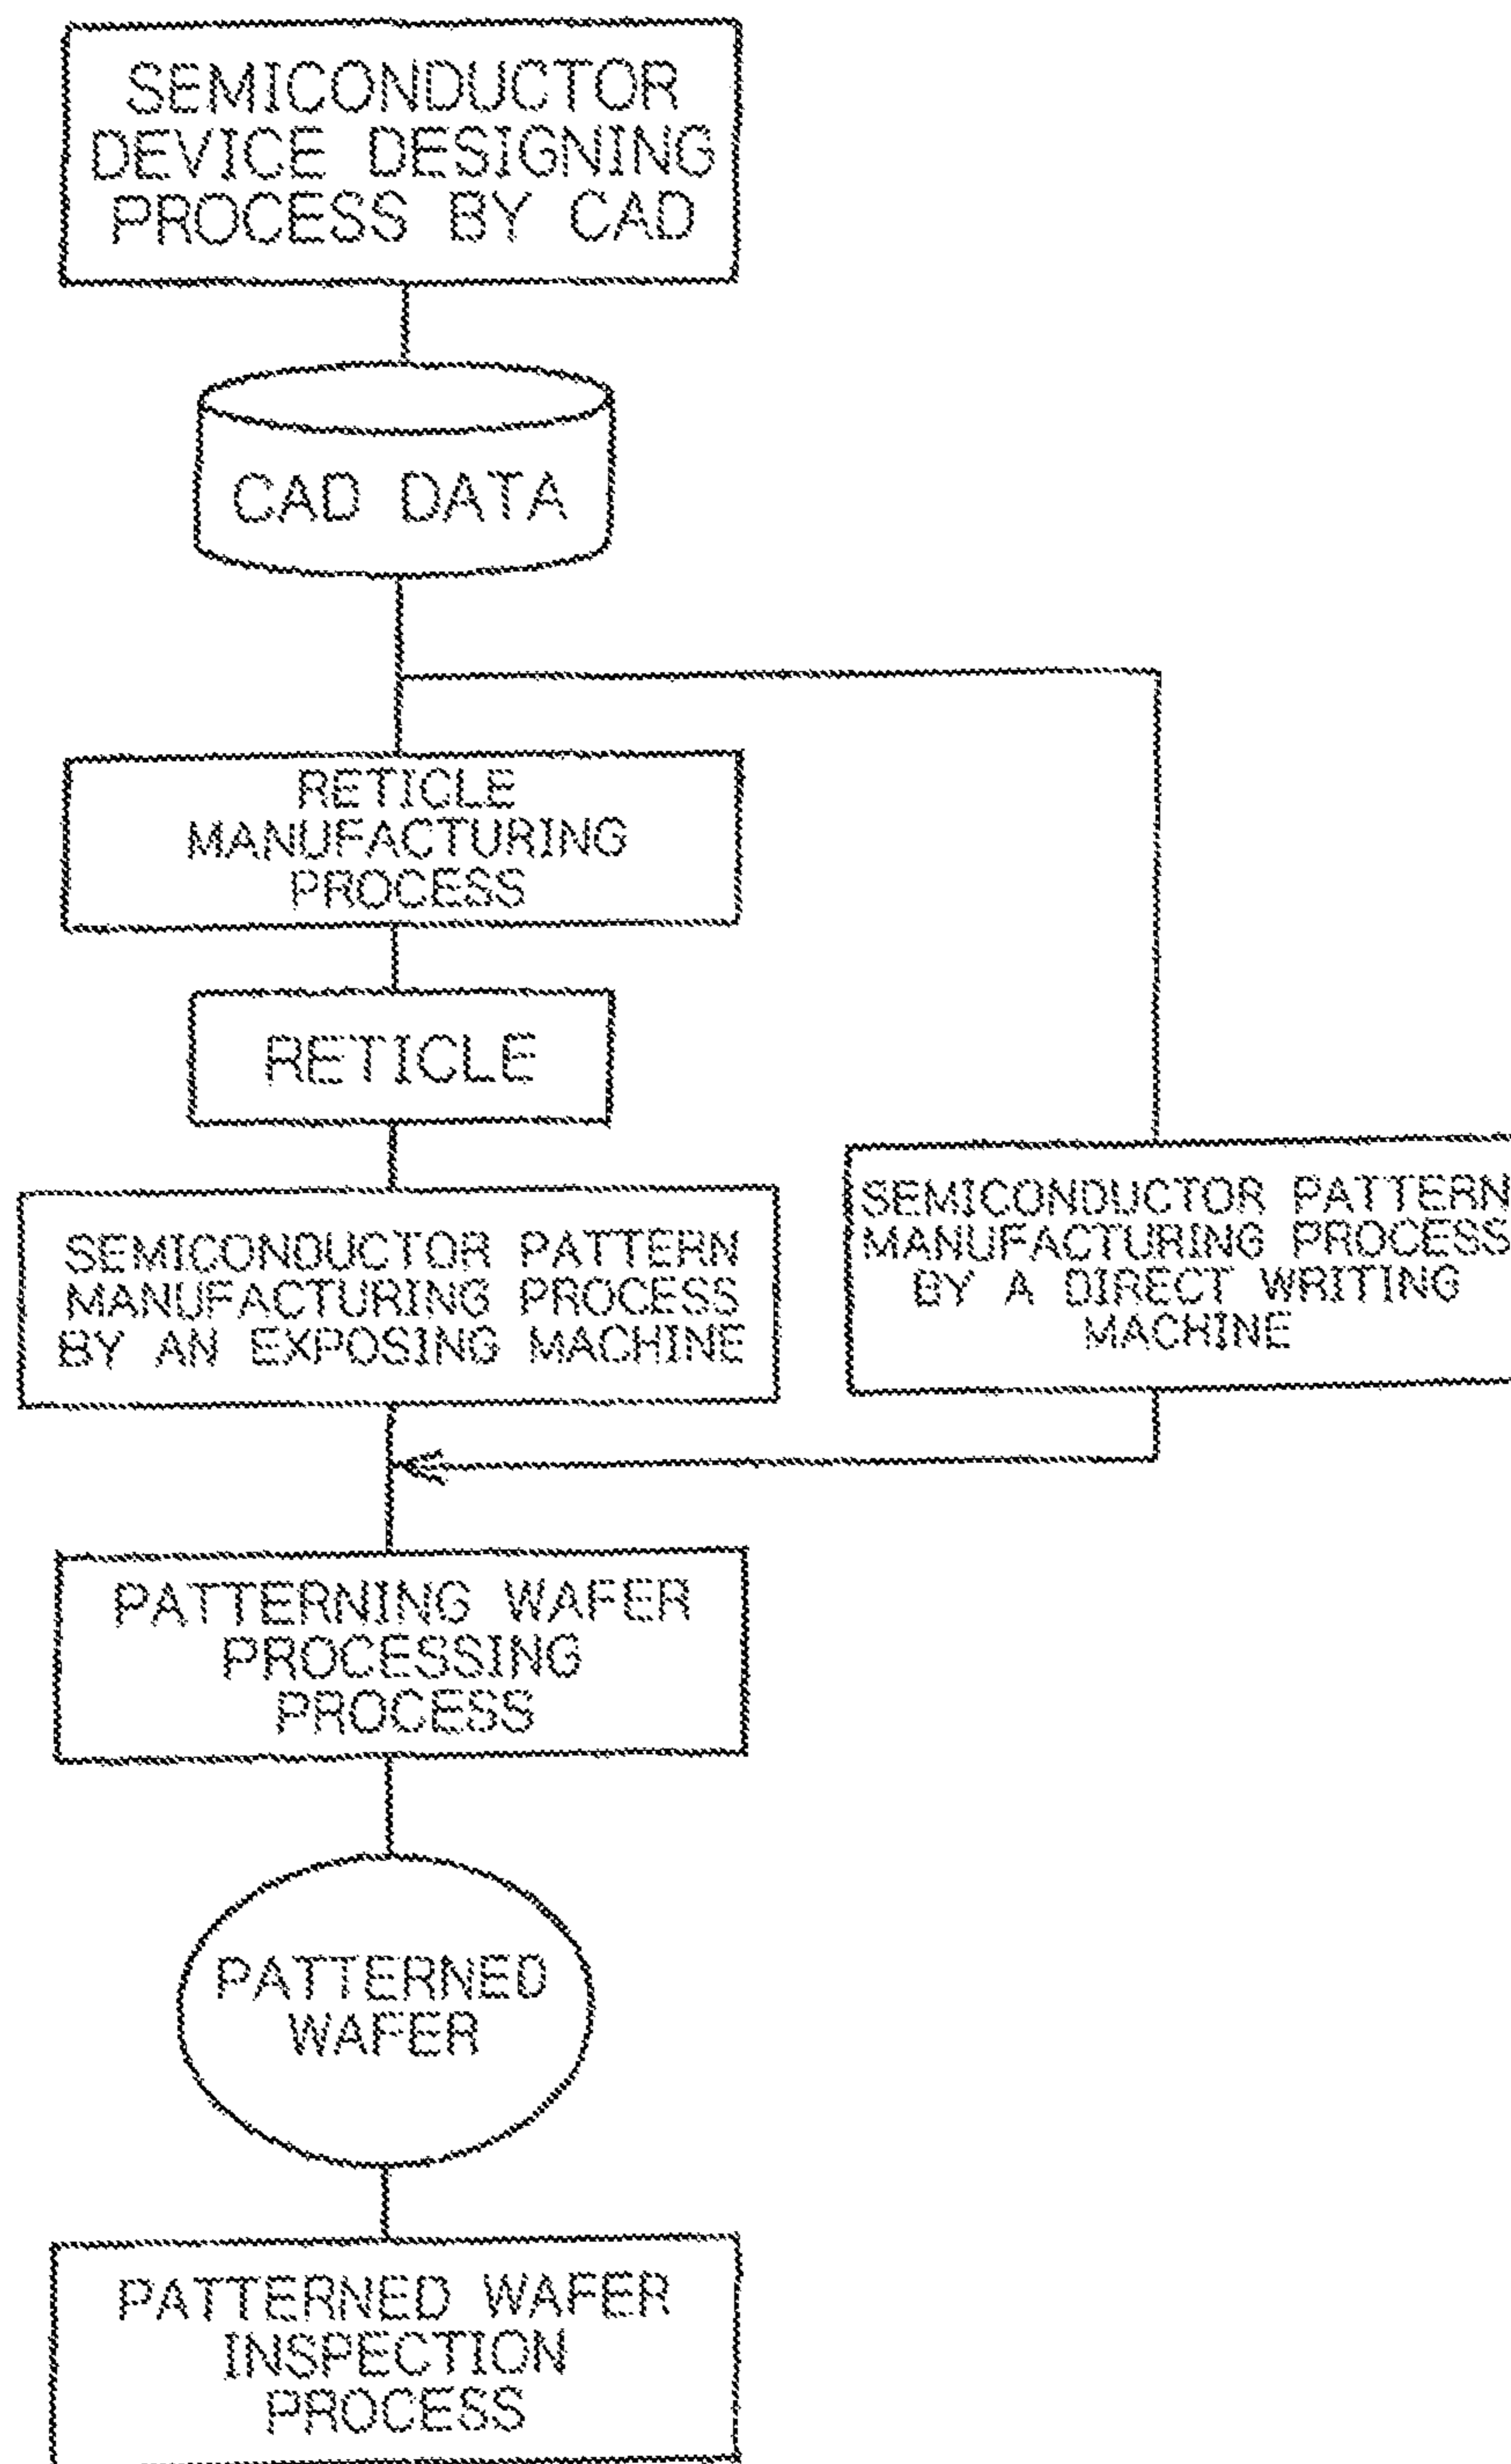 SEMICONDUCTOR
DEVICE DESIGNING
PROCESS BY CAD
CAD DATA
RETICLE
MANUFACTURING
PROCESS
RETICLE
SEMICONDUCTOR PATTERN
MANUFACTURING PROCESS
BY AN EXPOSING MACHINE
SEMICONDUCTOR PATTERN
MANUFACTURING PROCESS
BY A DIRECT WRITING
MACHINE
PATTERNING WAFER
PROCESSING
PROCESS
PATTERNED
WAFER
PATTERNED WAFER
INSPECTION
PROCESS